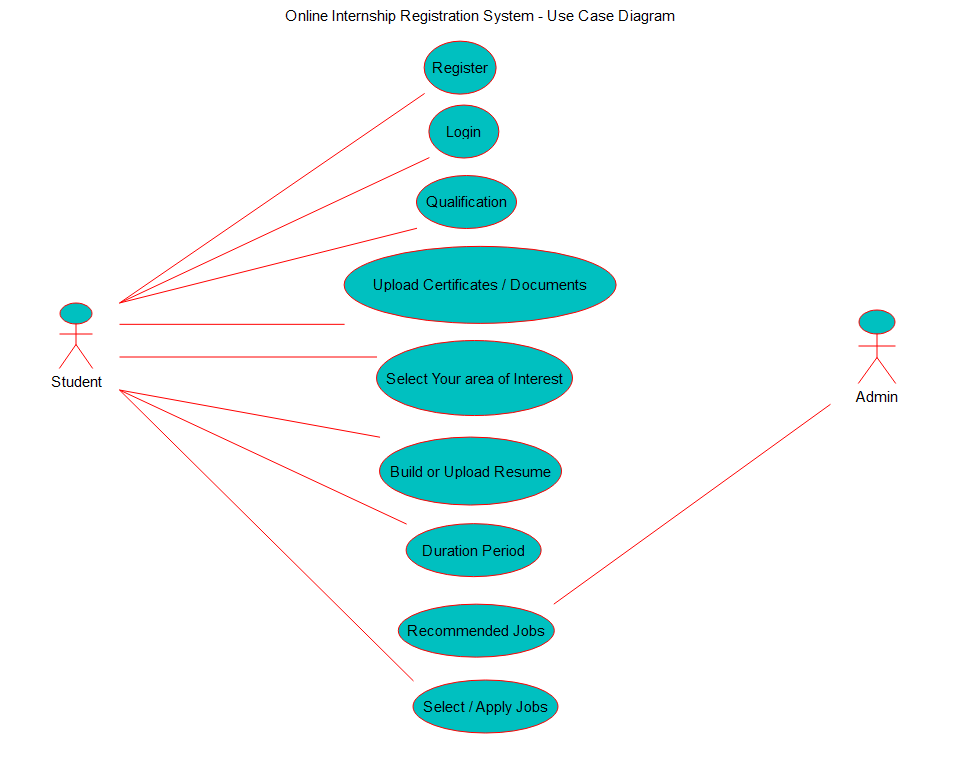 Online Internship Registration System - Use Case Diagram
Register
Login
Qualification
Upload Certificates / Documents
Student
Select Your area of Interest
Admin
Build or Upload Resume
Duration Period
Recommended Jobs
Select / Apply Jobs